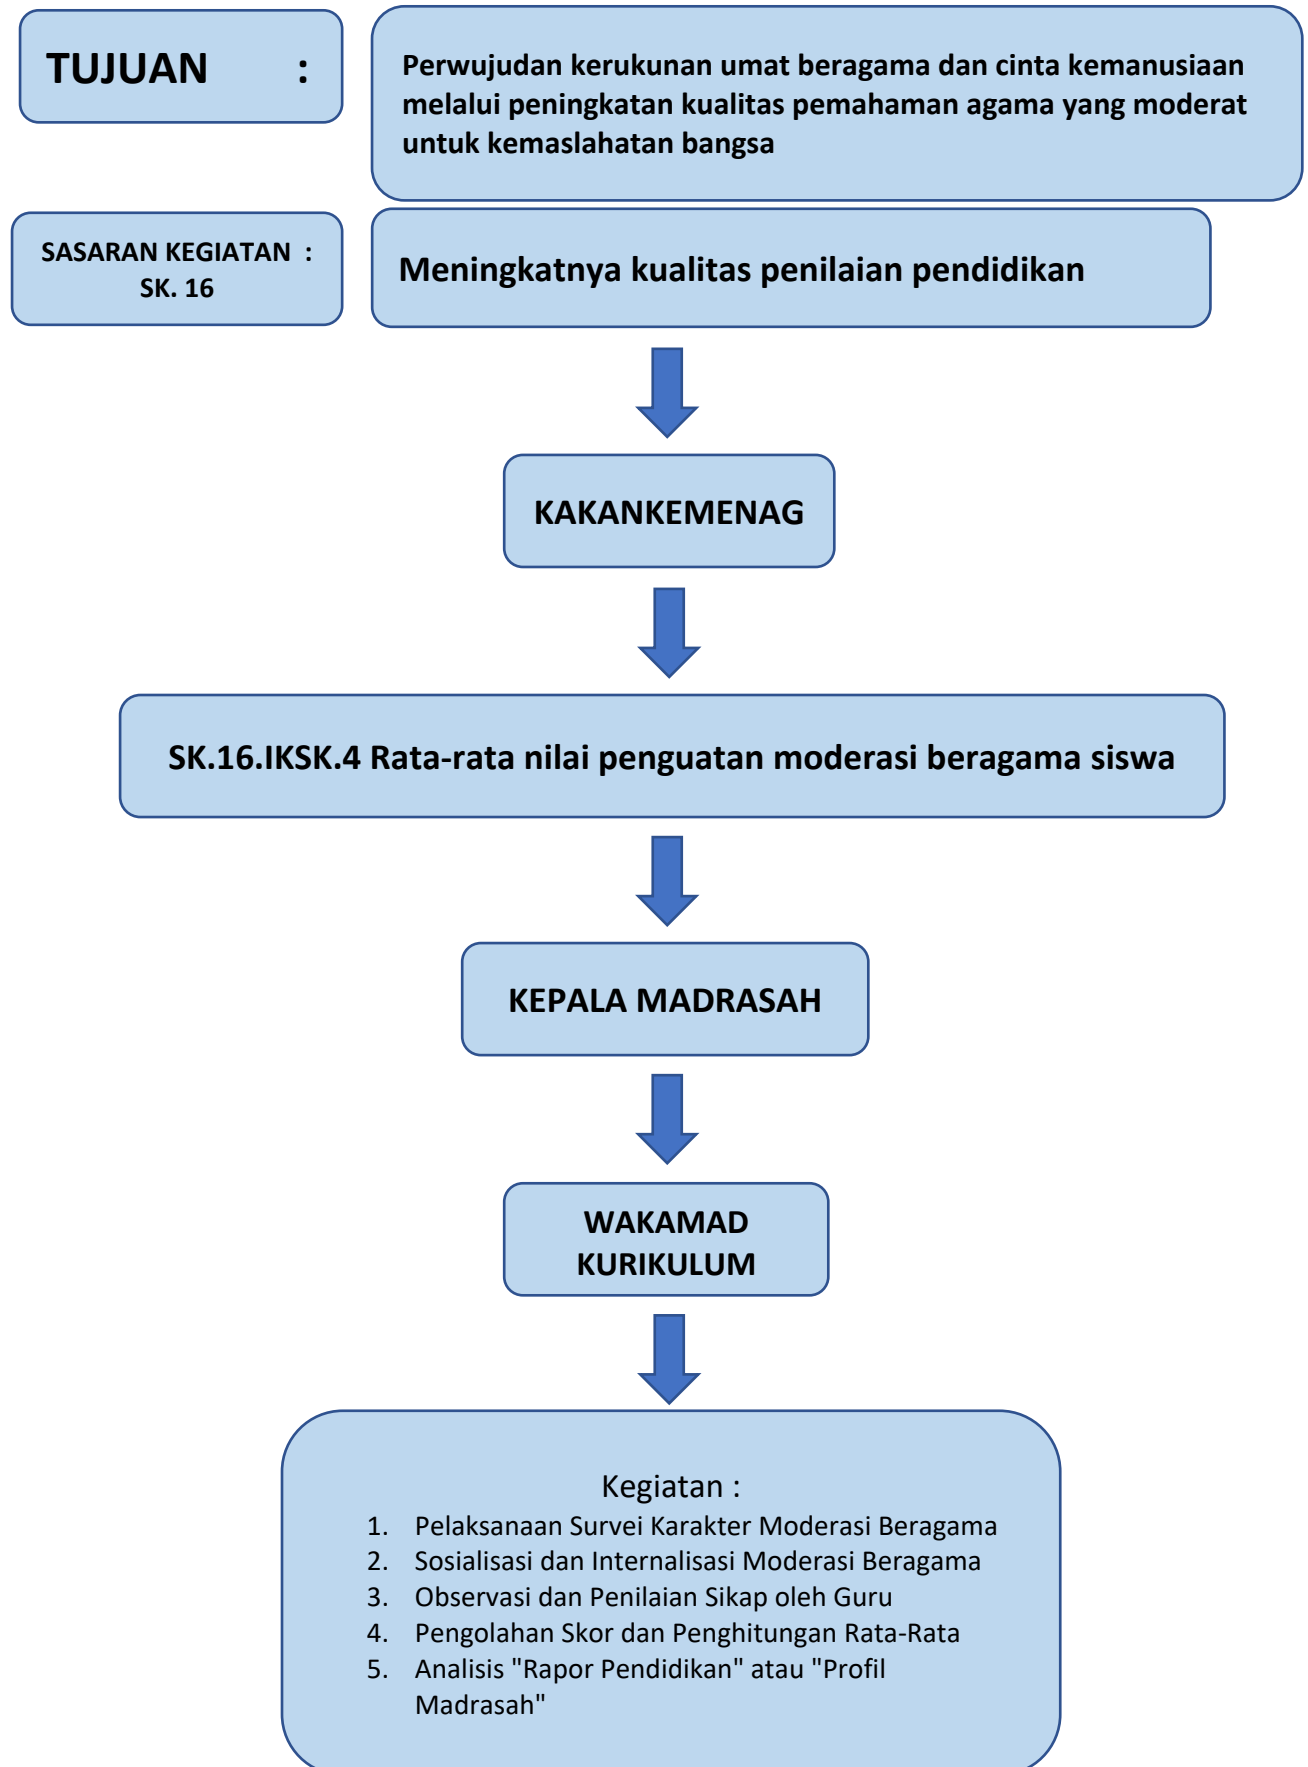 TUJUAN :
Perwujudan kerukunan umat beragama dan cinta kemanusiaan
melalui peningkatan kualitas pemahaman agama yang moderat
untuk kemaslahatan bangsa
SASARAN KEGIATAN :
SK. 16
Meningkatnya kualitas penilaian pendidikan
KAKANKEMENAG
SK.16.IKSK.4 Rata-rata nilai penguatan moderasi beragama siswa
KEPALA MADRASAH
WAKAMAD
KURIKULUM
Kegiatan :
1. Pelaksanaan Survei Karakter Moderasi Beragama
2. Sosialisasi dan Internalisasi Moderasi Beragama
3. Observasi dan Penilaian Sikap oleh Guru
4. Pengolahan Skor dan Penghitungan Rata-Rata
5. Analisis "Rapor Pendidikan" atau "Profil
Madrasah"